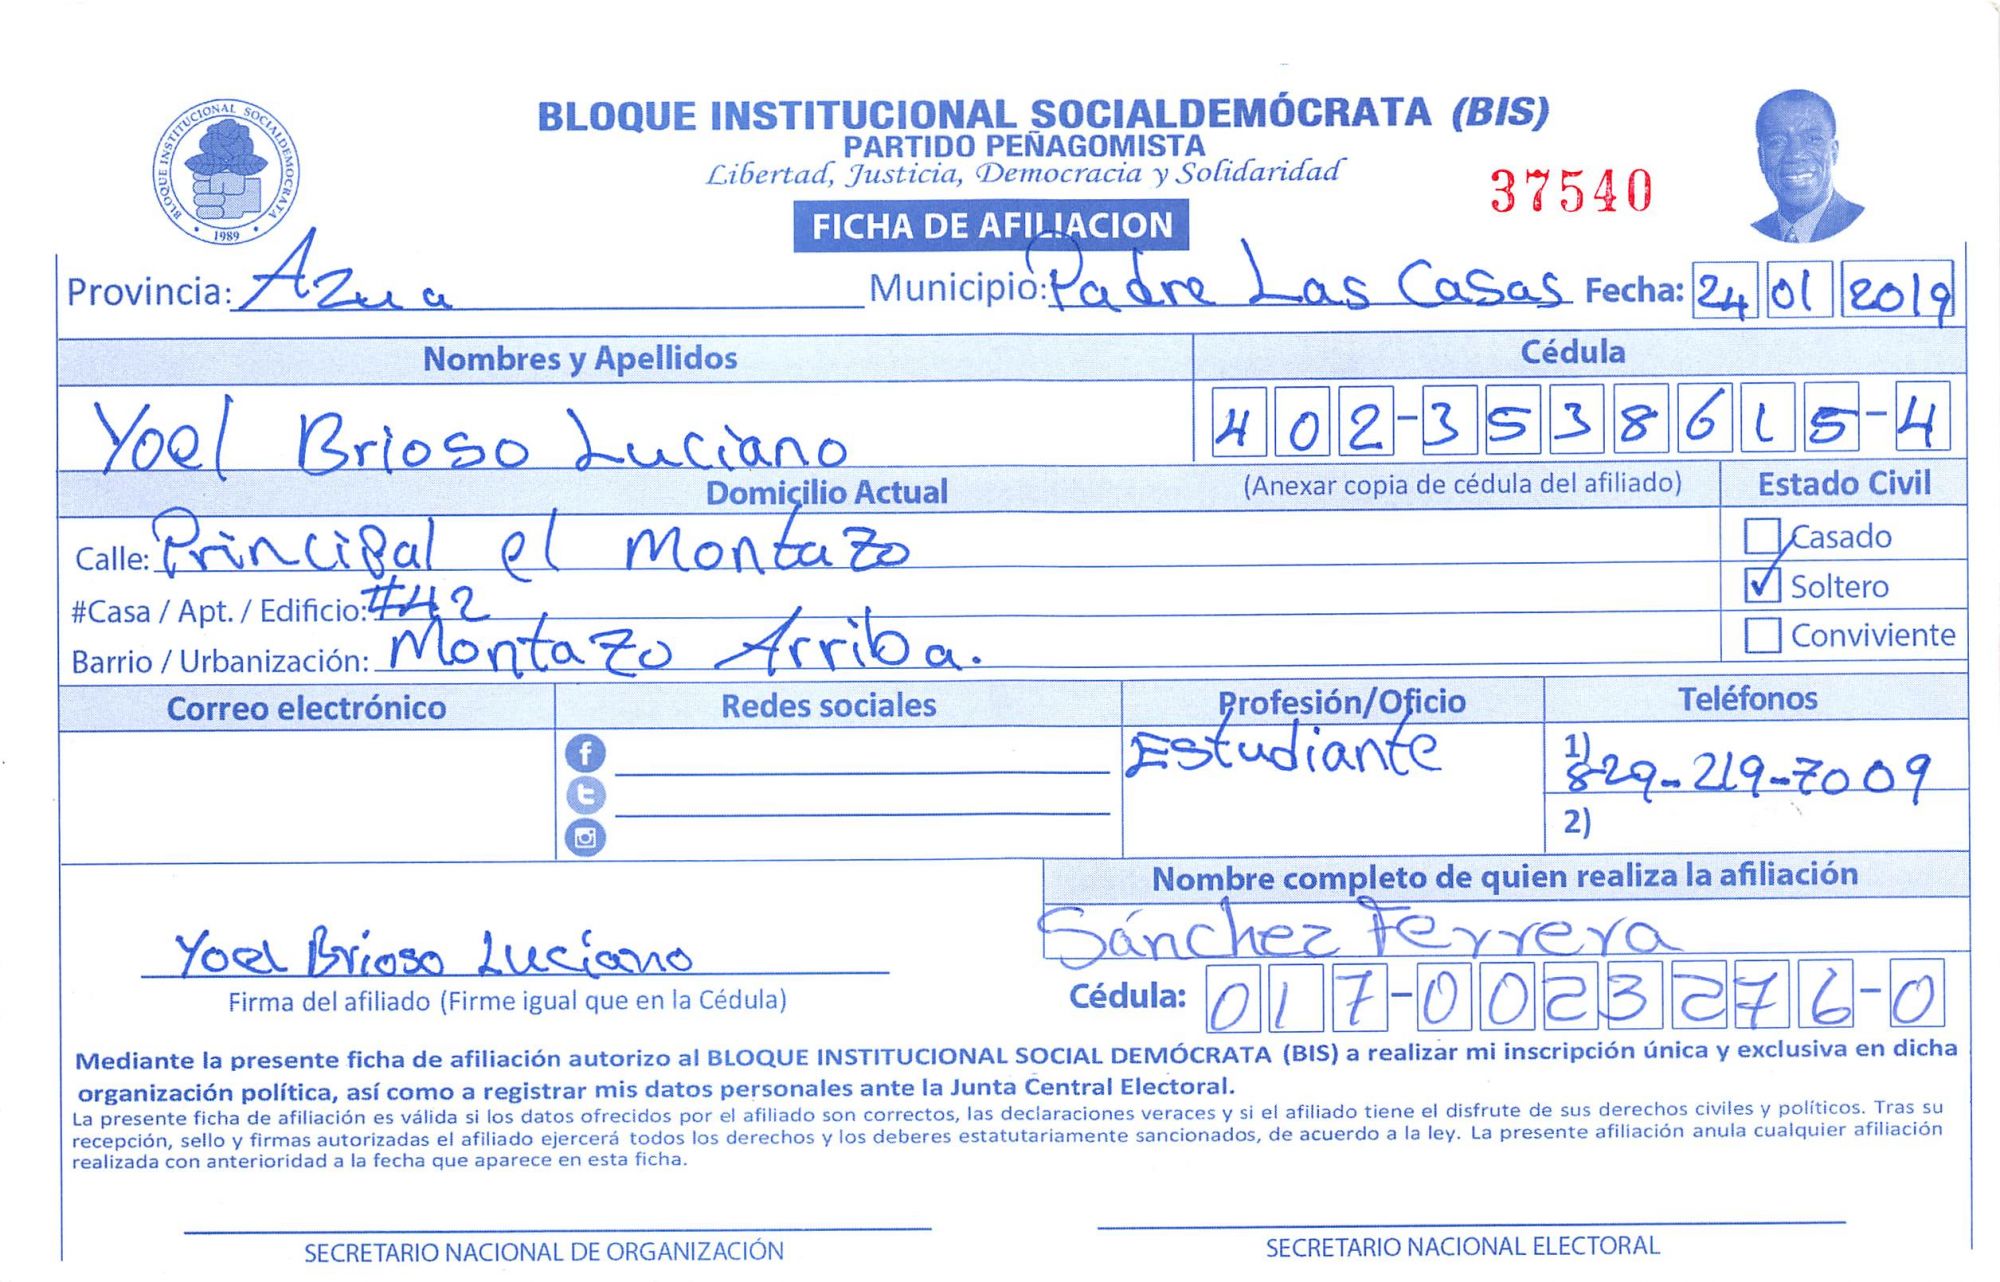 BLOQUE INSTITUCIONAL SOCIALDEMOCRATA
1989
BLOQUE INSTITUCIONAL SOCIALDEMÓCRATA (BIS)
PARTIDO PEÑAGOMISTA
Libertad, Justicia, Democracia y Solidaridad
37540
FICHA DE AFILIACION
Provincia: Azua Municipio: Padre Las Casas Fecha: 24 01 2019
Nombres y Apellidos Cédula
Yoel Brioso Luciano 402-3538615-4
Domicilio Actual (Anexar copia de cédula del afiliado) Estado Civil
Calle: Principal el Montazo Casado
#Casa / Apt. / Edificio: #42 Soltero
Barrio / Urbanización: Montazo Arriba. Conviviente
Correo electrónico Redes sociales Profesión/Oficio Teléfonos
Estudiante 1) 829-219-7009
2)
Nombre completo de quien realiza la afiliación
Sánchez Ferrera
Yoel Brioso Luciano
Firma del afiliado (Firme igual que en la Cédula) Cédula: 017-0023276-0
Mediante la presente ficha de afiliación autorizo al BLOQUE INSTITUCIONAL SOCIAL DEMÓCRATA (BIS) a realizar mi inscripción única y exclusiva en dicha
organización política, así como a registrar mis datos personales ante la Junta Central Electoral.
La presente ficha de afiliación es válida si los datos ofrecidos por el afiliado son correctos, las declaraciones veraces y si el afiliado tiene el disfrute de sus derechos civiles y políticos. Tras su
recepción, sello y firmas autorizadas el afiliado ejercerá todos los derechos y los deberes estatutariamente sancionados, de acuerdo a la ley. La presente afiliación anula cualquier afiliación
realizada con anterioridad a la fecha que aparece en esta ficha.
SECRETARIO NACIONAL DE ORGANIZACIÓN SECRETARIO NACIONAL ELECTORAL